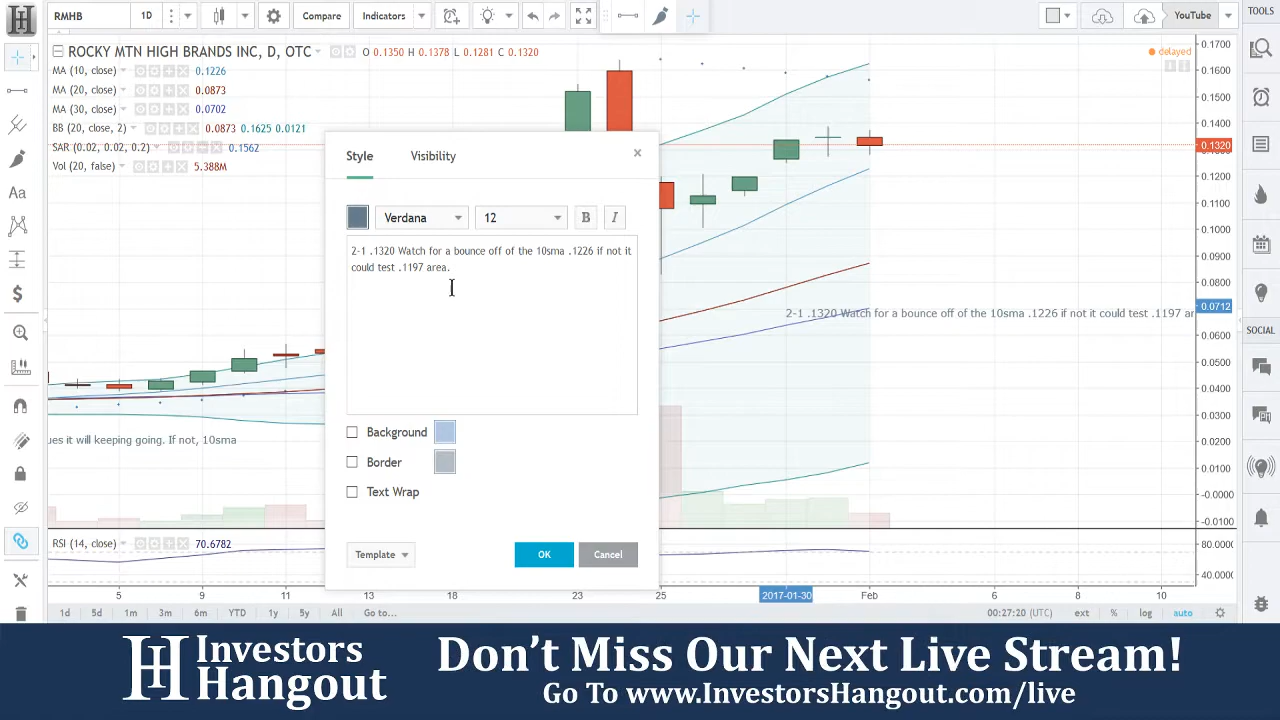 RMHB 1D Compare Indicators YouTube TOOLS
ROCKY MTN HIGH BRANDS INC, D, OTC O 0.1350 H 0.1378 L 0.1281 C 0.1320
MA (10, close) 0.1226
MA (20, close) 0.0873
MA (30, close) 0.0702
BB (20, close, 2) 0.0873 0.1625 0.0121
SAR (0.02, 0.02, 0.2) 0.1562
Vol (20, false) 5.388M
delayed
Style Visibility
Verdana 12 B I
2-1 .1320 Watch for a bounce off of the 10sma .1226 if not it
could test .1197 area.
Background
Border
Text Wrap
Template OK Cancel
2-1 .1320 Watch for a bounce off of the 10sma .1226 if not it could test .1197 ar
ues it will keeping going. If not, 10sma
RSI (14, close) 70.6782
0.1700
0.1600
0.1500
0.1400
0.1320
0.1200
0.1100
0.1000
0.0900
0.0800
0.0712
0.0600
0.0500
0.0400
0.0300
0.0200
0.0100
-0.0000
-0.0100
80.0000
40.0000
SOCIAL
Aa
$
5 9 11 13 18 23 25 2017-01-30 Feb 6 8 10
1d 5d 1m 3m 6m YTD 1y 5y All Go to... 00:27:20 (UTC) ext % log auto
IH Investors
Hangout
Don't Miss Our Next Live Stream!
Go To www.InvestorsHangout.com/live